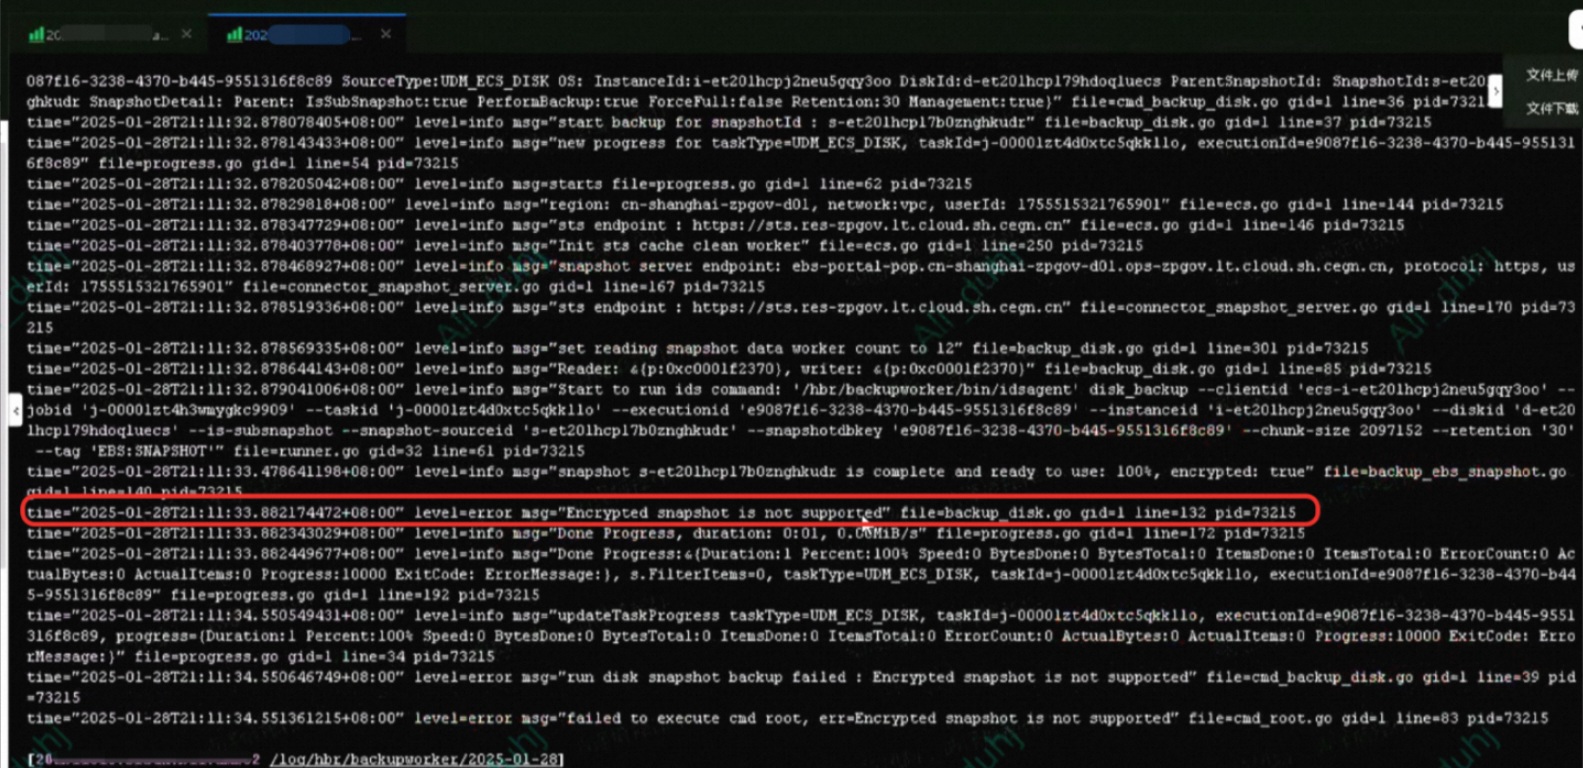 20 a...
202 ...
文件上传
文件下载
087f16-3238-4370-b445-9551316f8c89 SourceType:UDM_ECS_DISK OS: InstanceId:i-et201hcpj2neu5gqy3oo DiskId:d-et201hcpl79hdoqluecs ParentSnapshotId: SnapshotId:s-et20
ghkudr SnapshotDetail: Parent: IsSubSnapshot:true PerformBackup:true ForceFull:false Retention:30 Management:true}" file=cmd_backup_disk.go gid=1 line=36 pid=7321
time="2025-01-28T21:11:32.878078405+08:00" level=info msg="start backup for snapshotId : s-et201hcpl7b0znghkudr" file=backup_disk.go gid=1 line=37 pid=73215
time="2025-01-28T21:11:32.878143433+08:00" level=info msg="new progress for taskType=UDM_ECS_DISK, taskId=j-00001zt4d0xtc5qkkllo, executionId=e9087f16-3238-4370-b445-955131
6f8c89" file=progress.go gid=1 line=54 pid=73215
time="2025-01-28T21:11:32.878205042+08:00" level=info msg=starts file=progress.go gid=1 line=62 pid=73215
time="2025-01-28T21:11:32.87829818+08:00" level=info msg="region: cn-shanghai-zpgov-d01, network:vpc, userId: 1755515321765901" file=ecs.go gid=1 line=144 pid=73215
time="2025-01-28T21:11:32.878347729+08:00" level=info msg="sts endpoint : https://sts.res-zpgov.lt.cloud.sh.cegn.cn" file=ecs.go gid=1 line=146 pid=73215
time="2025-01-28T21:11:32.878403778+08:00" level=info msg="Init sts cache clean worker" file=ecs.go gid=1 line=250 pid=73215
time="2025-01-28T21:11:32.878468927+08:00" level=info msg="snapshot server endpoint: ebs-portal-pop.cn-shanghai-zpgov-d01.ops-zpgov.lt.cloud.sh.cegn.cn, protocol: https, us
erId: 1755515321765901" file=connector_snapshot_server.go gid=1 line=167 pid=73215
time="2025-01-28T21:11:32.878519336+08:00" level=info msg="sts endpoint : https://sts.res-zpgov.lt.cloud.sh.cegn.cn" file=connector_snapshot_server.go gid=1 line=170 pid=73
215
time="2025-01-28T21:11:32.878569335+08:00" level=info msg="set reading snapshot data worker count to 12" file=backup_disk.go gid=1 line=301 pid=73215
time="2025-01-28T21:11:32.878644143+08:00" level=info msg="Reader: &{p:0xc0001f2370}, writer: &{p:0xc0001f2370}" file=backup_disk.go gid=1 line=85 pid=73215
time="2025-01-28T21:11:32.879041006+08:00" level=info msg="Start to run ids command: '/hbr/backupworker/bin/idsagent' disk_backup --clientid 'ecs-i-et201hcpj2neu5gqy3oo' --
jobid 'j-00001zt4h3wmygkc9909' --taskid 'j-00001zt4d0xtc5qkkllo' --executionid 'e9087f16-3238-4370-b445-9551316f8c89' --instanceid 'i-et201hcpj2neu5gqy3oo' --diskid 'd-et20
1hcpl79hdoqluecs' --is-subsnapshot --snapshot-sourceid 's-et201hcpl7b0znghkudr' --snapshotdbkey 'e9087f16-3238-4370-b445-9551316f8c89' --chunk-size 2097152 --retention '30'
--tag 'EBS:SNAPSHOT'" file=runner.go gid=32 line=61 pid=73215
time="2025-01-28T21:11:33.478641198+08:00" level=info msg="snapshot s-et201hcpl7b0znghkudr is complete and ready to use: 100%, encrypted: true" file=backup_ebs_snapshot.go
gid=1 line=140 pid=73215
time="2025-01-28T21:11:33.882174472+08:00" level=error msg="Encrypted snapshot is not supported" file=backup_disk.go gid=1 line=132 pid=73215
time="2025-01-28T21:11:33.882343029+08:00" level=info msg="Done Progress, duration: 0:01, 0.00MiB/s" file=progress.go gid=1 line=172 pid=73215
time="2025-01-28T21:11:33.882449677+08:00" level=info msg="Done Progress:&{Duration:1 Percent:100% Speed:0 BytesDone:0 BytesTotal:0 ItemsDone:0 ItemsTotal:0 ErrorCount:0 Ac
tualBytes:0 ActualItems:0 Progress:10000 ExitCode: ErrorMessage:}, s.FilterItems=0, taskType=UDM_ECS_DISK, taskId=j-00001zt4d0xtc5qkkllo, executionId=e9087f16-3238-4370-b44
5-9551316f8c89" file=progress.go gid=1 line=192 pid=73215
time="2025-01-28T21:11:34.550549431+08:00" level=info msg="updateTaskProgress taskType=UDM_ECS_DISK, taskId=j-00001zt4d0xtc5qkkllo, executionId=e9087f16-3238-4370-b445-9551
316f8c89, progress={Duration:1 Percent:100% Speed:0 BytesDone:0 BytesTotal:0 ItemsDone:0 ItemsTotal:0 ErrorCount:0 ActualBytes:0 ActualItems:0 Progress:10000 ExitCode: Erro
rMessage:}" file=progress.go gid=1 line=34 pid=73215
time="2025-01-28T21:11:34.550646749+08:00" level=error msg="run disk snapshot backup failed : Encrypted snapshot is not supported" file=cmd_backup_disk.go gid=1 line=39 pid
=73215
time="2025-01-28T21:11:34.551361215+08:00" level=error msg="failed to execute cmd root, err=Encrypted snapshot is not supported" file=cmd_root.go gid=1 line=83 pid=73215
[20 2 /log/hbr/backupworker/2025-01-28]